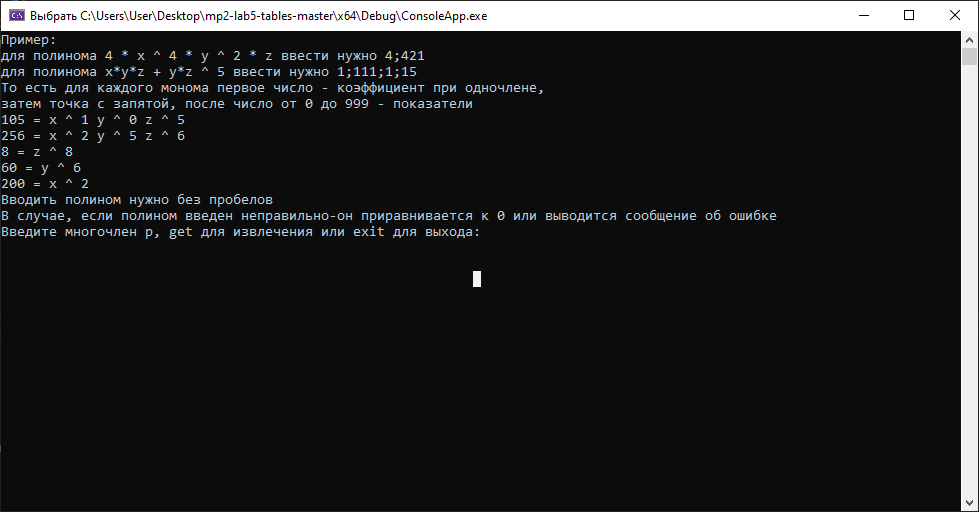 Выбрать C:\Users\User\Desktop\mp2-lab5-tables-master\x64\Debug\ConsoleApp.exe
Пример:
для полинома 4 * x ^ 4 * y ^ 2 * z ввести нужно 4;421
для полинома x*y*z + y*z ^ 5 ввести нужно 1;111;1;15
То есть для каждого монома первое число - коэффициент при одночлене,
затем точка с запятой, после число от 0 до 999 - показатели
105 = x ^ 1 y ^ 0 z ^ 5
256 = x ^ 2 y ^ 5 z ^ 6
8 = z ^ 8
60 = y ^ 6
200 = x ^ 2
Вводить полином нужно без пробелов
В случае, если полином введен неправильно-он приравнивается к 0 или выводится сообщение об ошибке
Введите многочлен p, get для извлечения или exit для выхода: